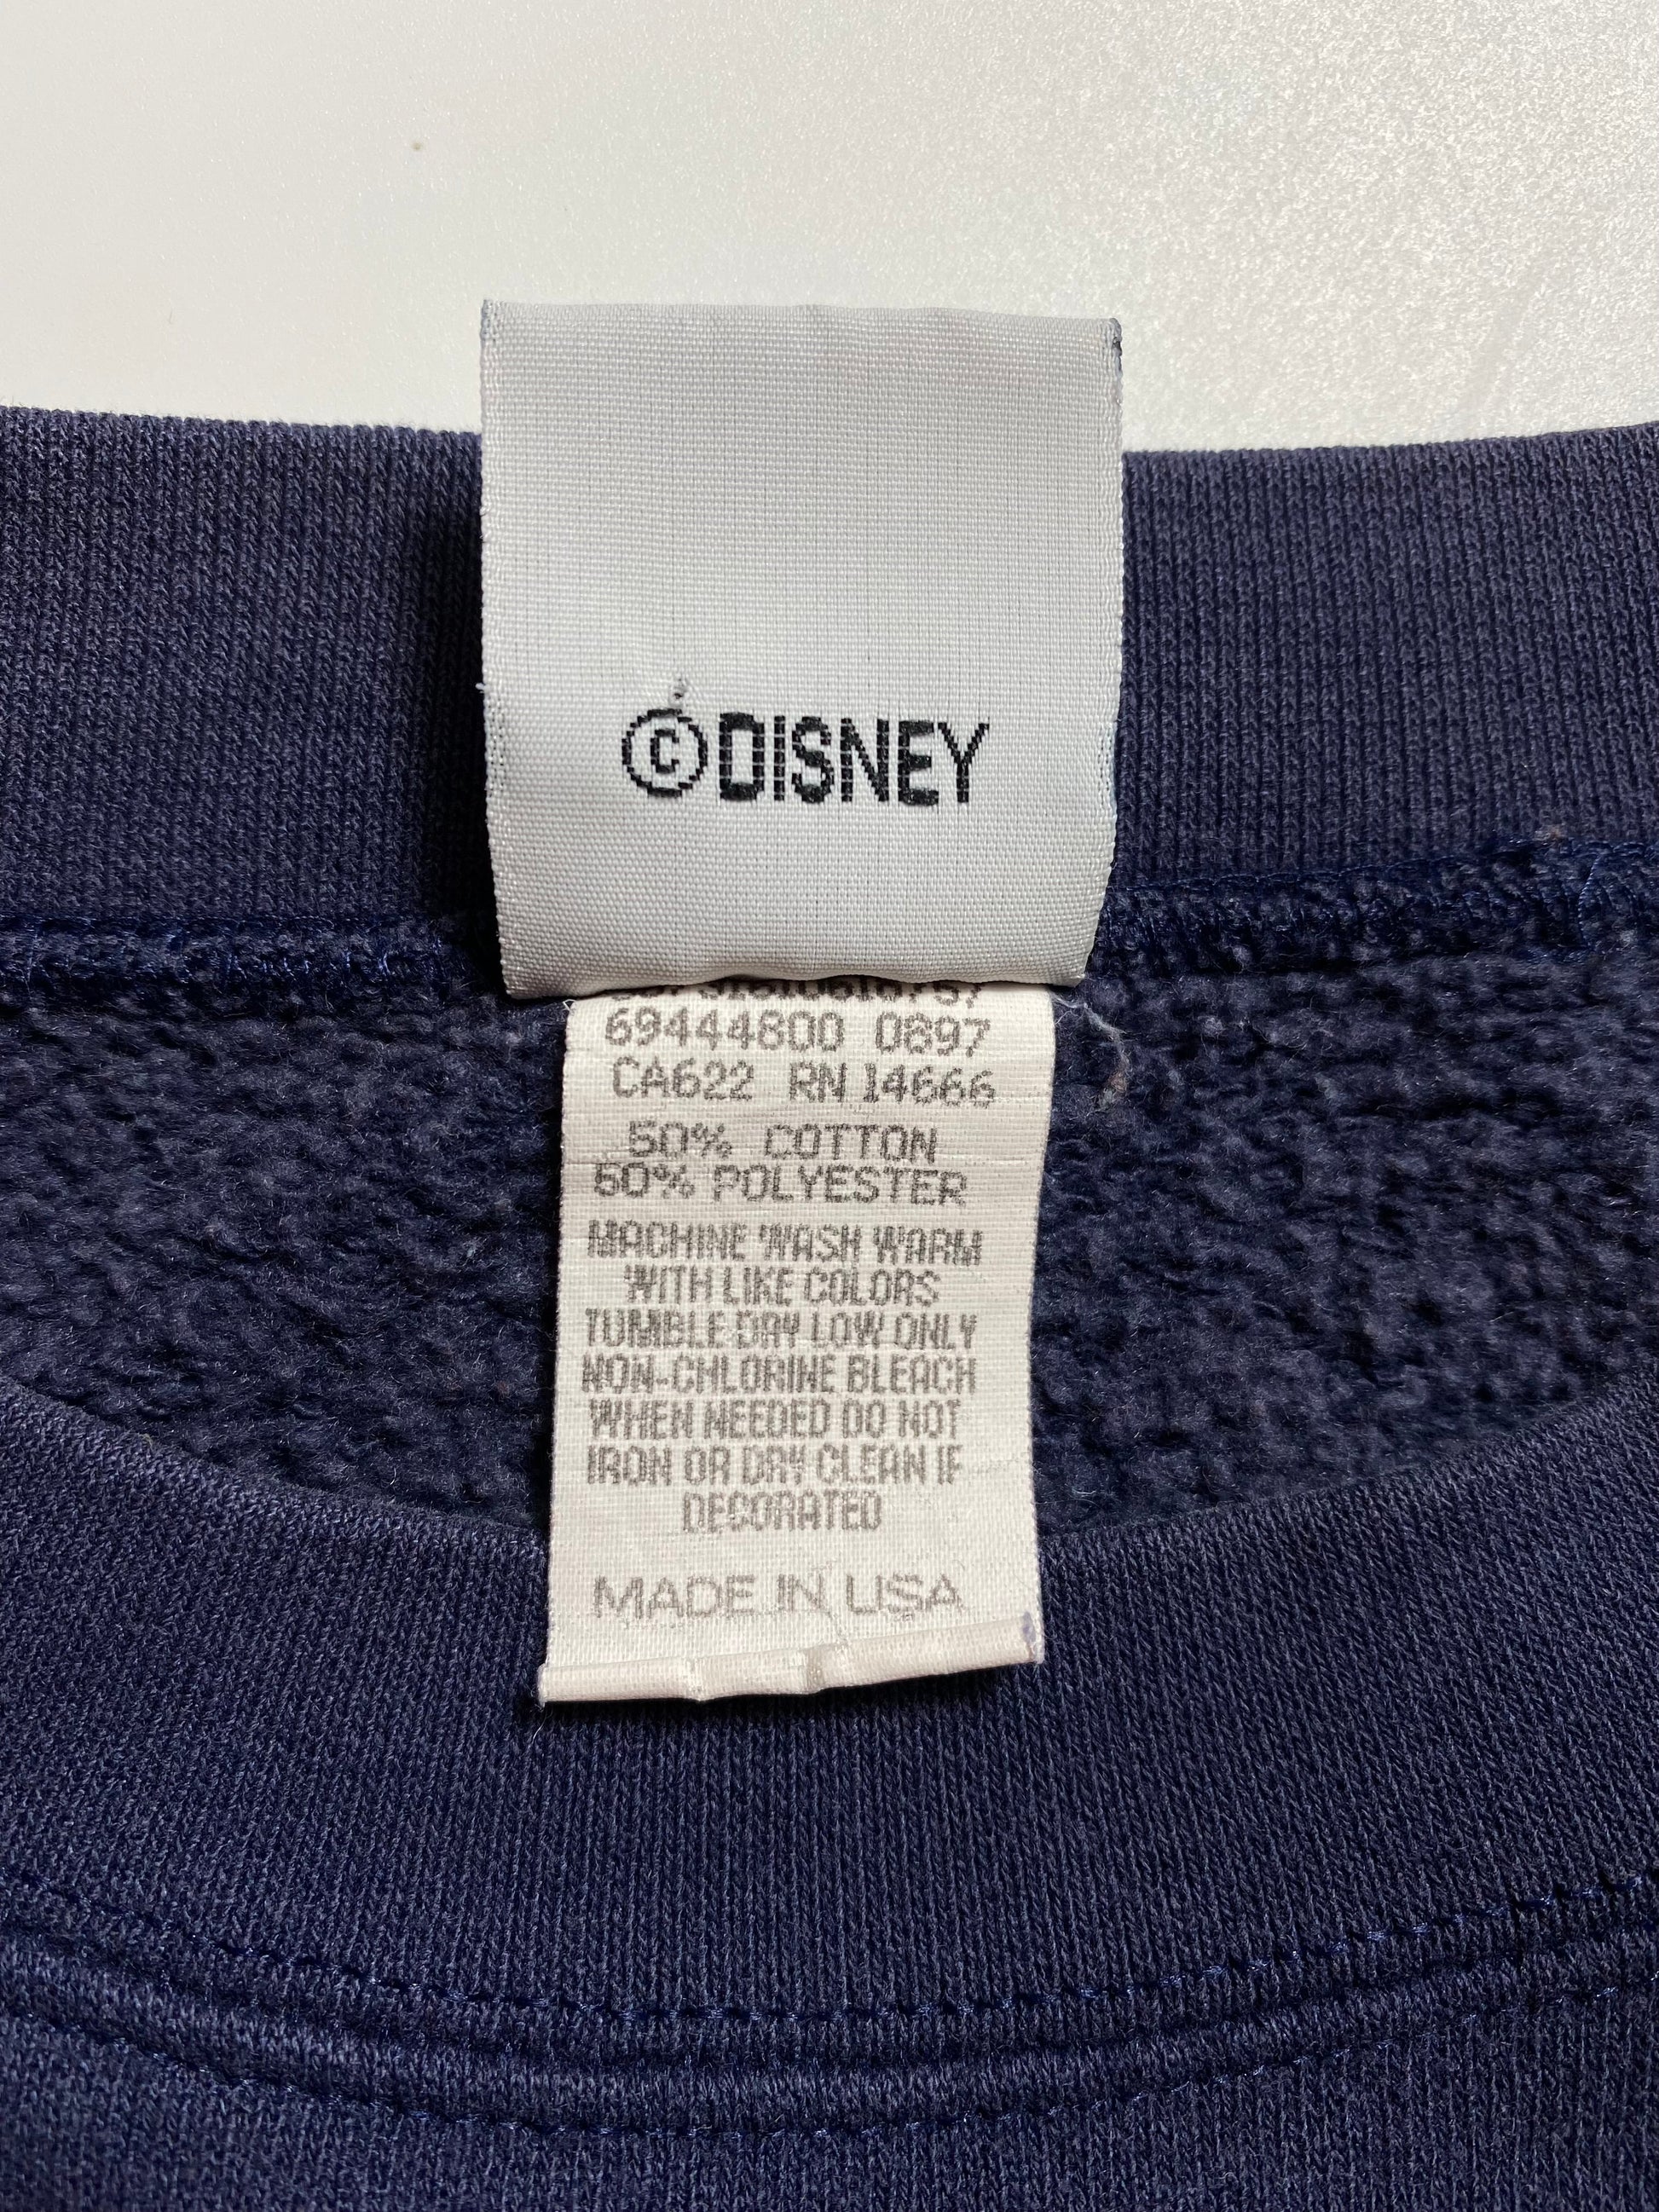 ©DISNEY
69444800 0897
CA622 RN 14666
50% COTTON
50% POLYESTER
MACHINE WASH WARM
WITH LIKE COLORS
TUMBLE DRY LOW ONLY
NON-CHLORINE BLEACH
WHEN NEEDED DO NOT
IRON OR DRY CLEAN IF
DECORATED
MADE IN USA